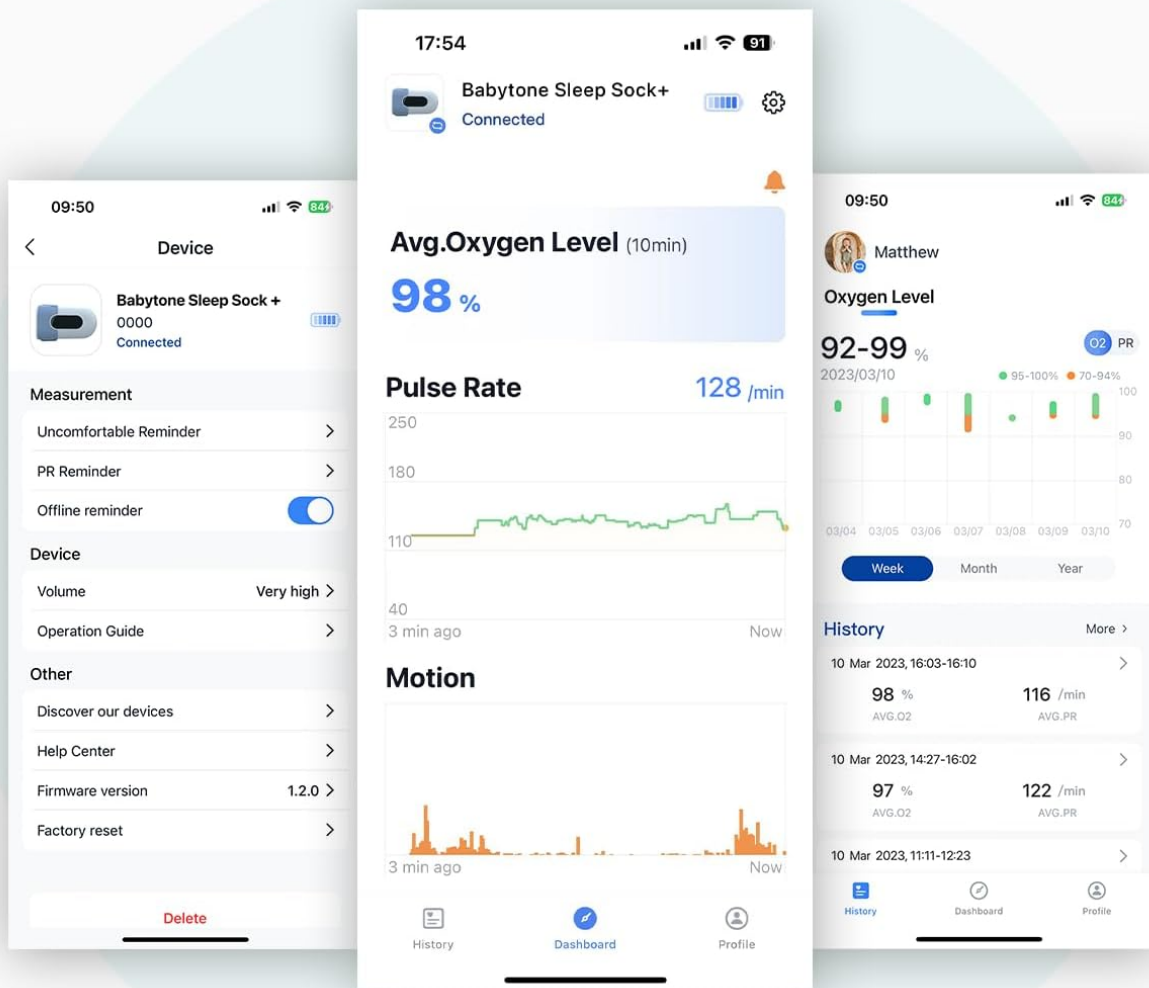 09:50
84
Device
Babytone Sleep Sock +
0000
Connected
Measurement
Uncomfortable Reminder
PR Reminder
Offline reminder
Device
Volume Very high
Operation Guide
Other
Discover our devices
Help Center
Firmware version 1.2.0
Factory reset
Delete
17:54
91
Babytone Sleep Sock+
Connected
Avg.Oxygen Level (10min)
98 %
Pulse Rate 128 /min
250
180
110
40
3 min ago Now
Motion
3 min ago Now
History Dashboard Profile
09:50
84
Matthew
Oxygen Level
92-99 %
O2 PR
2023/03/10
95-100% 70-94%
100
90
80
70
03/04 03/05 03/06 03/07 03/08 03/09 03/10
Week Month Year
History More
10 Mar 2023, 16:03-16:10
98 % 116 /min
AVG.O2 AVG.PR
10 Mar 2023, 14:27-16:02
97 % 122 /min
AVG.O2 AVG.PR
10 Mar 2023, 11:11-12:23
History Dashboard Profile